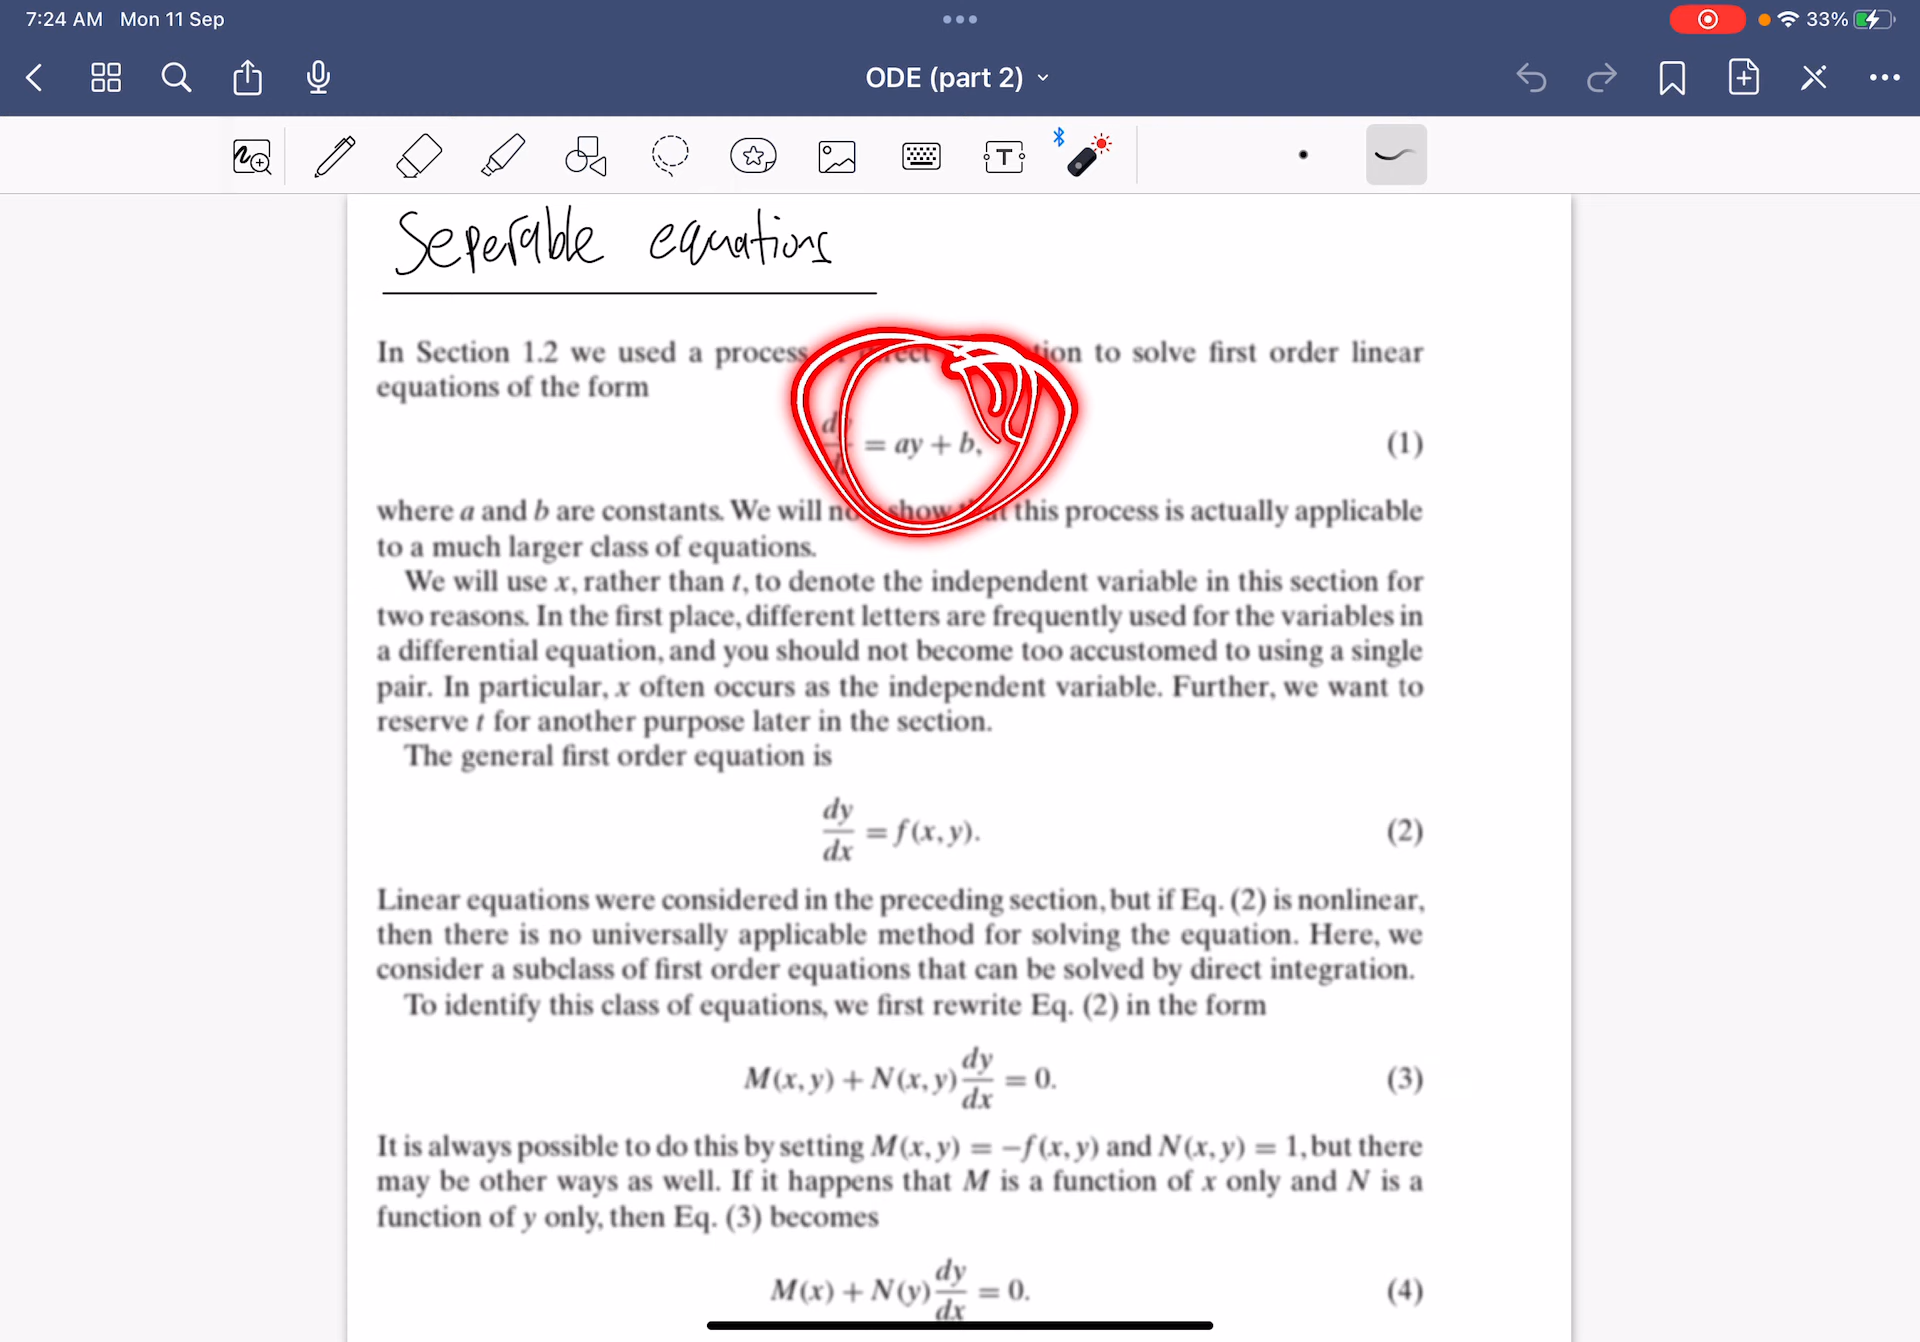 7:24 AM Mon 11 Sep
33%
ODE (part 2)
T
Seperable equations
In Section 1.2 we used a process to solve first order linear
equations of the form
= ay + b, (1)
where a and b are constants. We will show this process is actually applicable
to a much larger class of equations.
We will use x, rather than t, to denote the independent variable in this section for
two reasons. In the first place, different letters are frequently used for the variables in
a differential equation, and you should not become too accustomed to using a single
pair. In particular, x often occurs as the independent variable. Further, we want to
reserve t for another purpose later in the section.
The general first order equation is
dy/dx = f(x, y). (2)
Linear equations were considered in the preceding section, but if Eq. (2) is nonlinear,
then there is no universally applicable method for solving the equation. Here, we
consider a subclass of first order equations that can be solved by direct integration.
To identify this class of equations, we first rewrite Eq. (2) in the form
M(x, y) + N(x, y) dy/dx = 0. (3)
It is always possible to do this by setting M(x, y) = −f(x, y) and N(x, y) = 1, but there
may be other ways as well. If it happens that M is a function of x only and N is a
function of y only, then Eq. (3) becomes
M(x) + N(y) dy/dx = 0. (4)